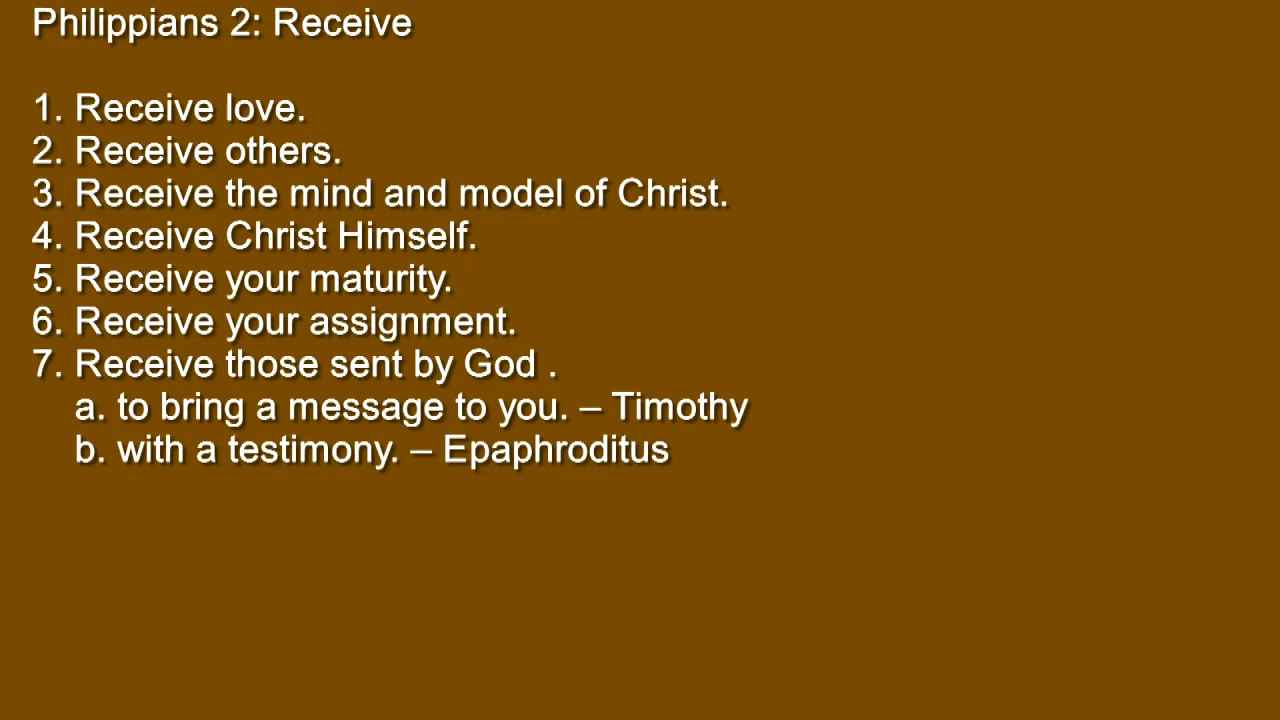 Philippians 2: Receive
1. Receive love.
2. Receive others.
3. Receive the mind and model of Christ.
4. Receive Christ Himself.
5. Receive your maturity.
6. Receive your assignment.
7. Receive those sent by God .
a. to bring a message to you. – Timothy
b. with a testimony. – Epaphroditus